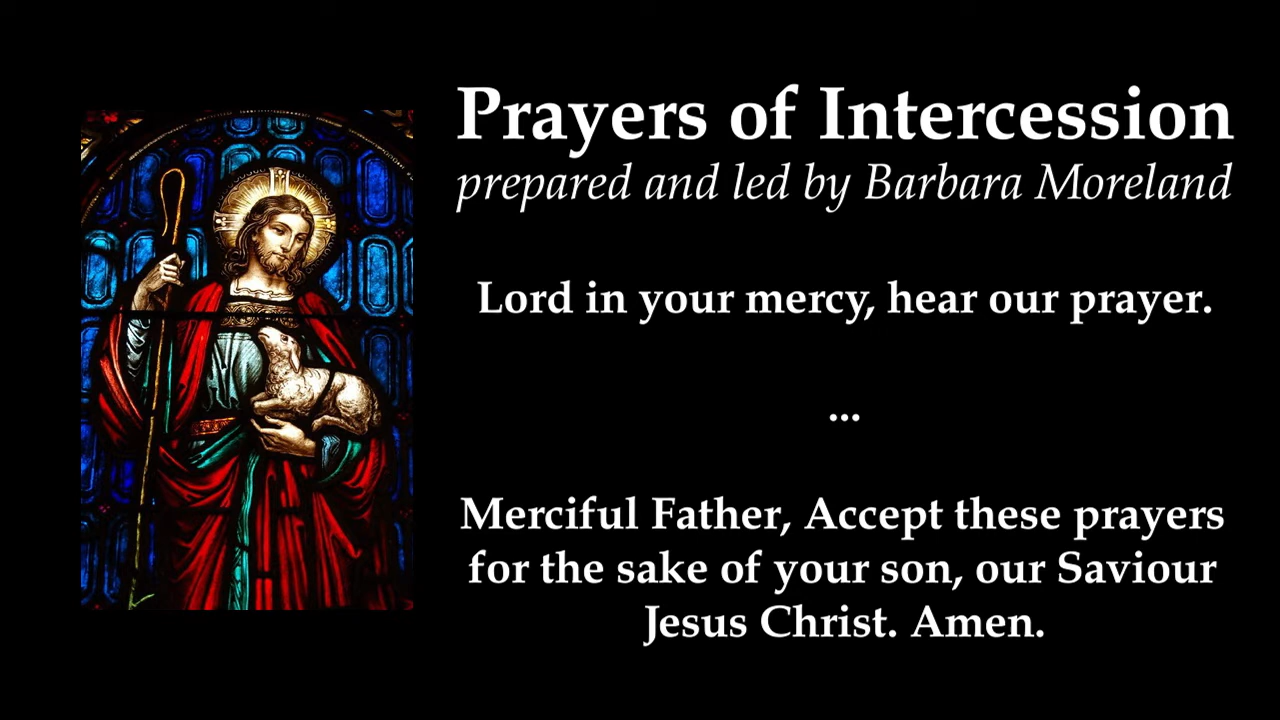 Prayers of Intercession
prepared and led by Barbara Moreland
Lord in your mercy, hear our prayer.
...
Merciful Father, Accept these prayers
for the sake of your son, our Saviour
Jesus Christ. Amen.